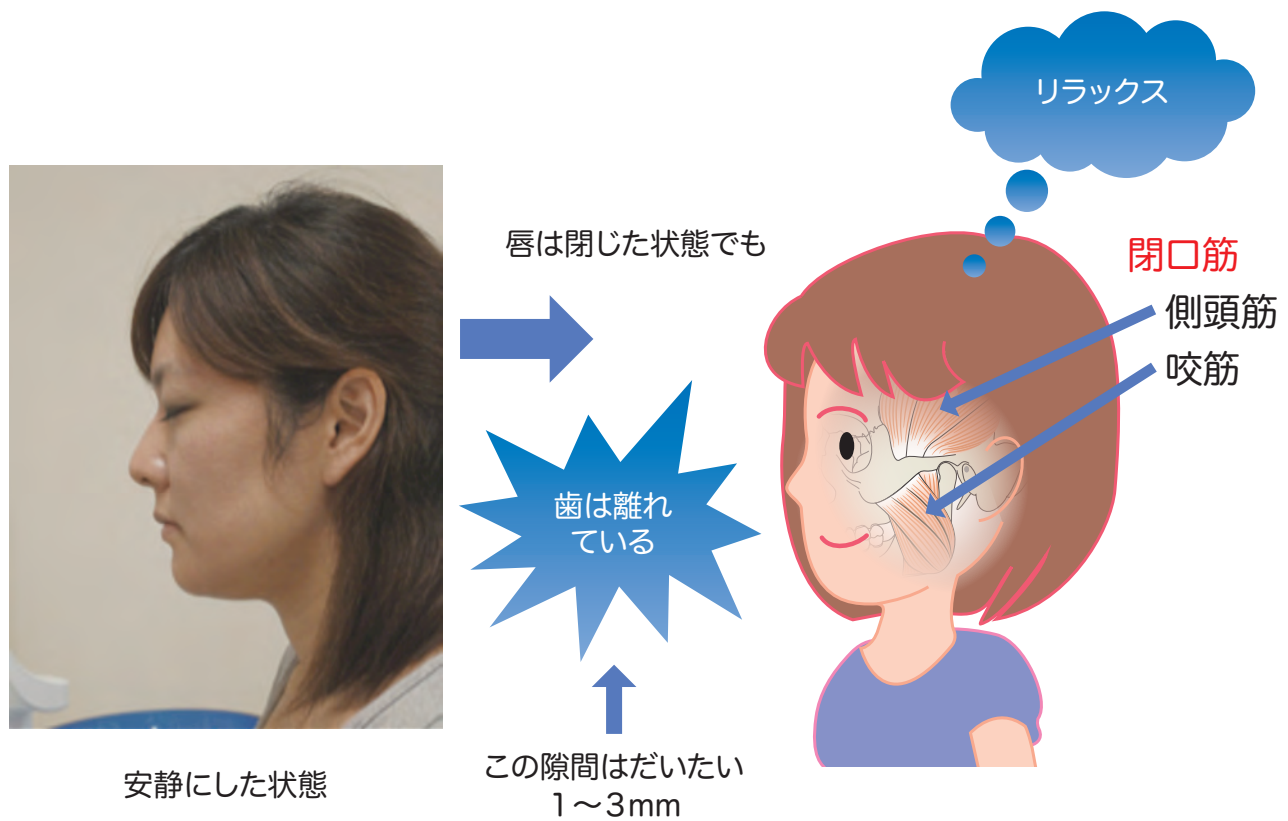 リラックス
唇は閉じた状態でも
閉口筋
側頭筋
咬筋
歯は離れ
ている
安静にした状態
この隙間はだいたい
1～3mm